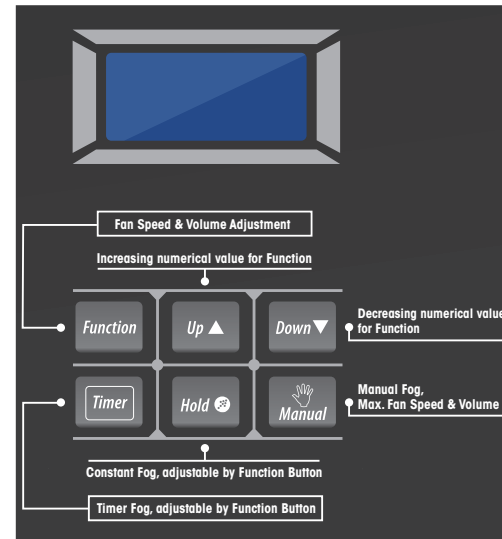 Fan Speed & Volume Adjustment
Increasing numerical value for Function
Function
Up
Down
Decreasing numerical value
for Function
Timer
Hold
Manual
Manual Fog,
Max. Fan Speed & Volume
Constant Fog, adjustable by Function Button
Timer Fog, adjustable by Function Button